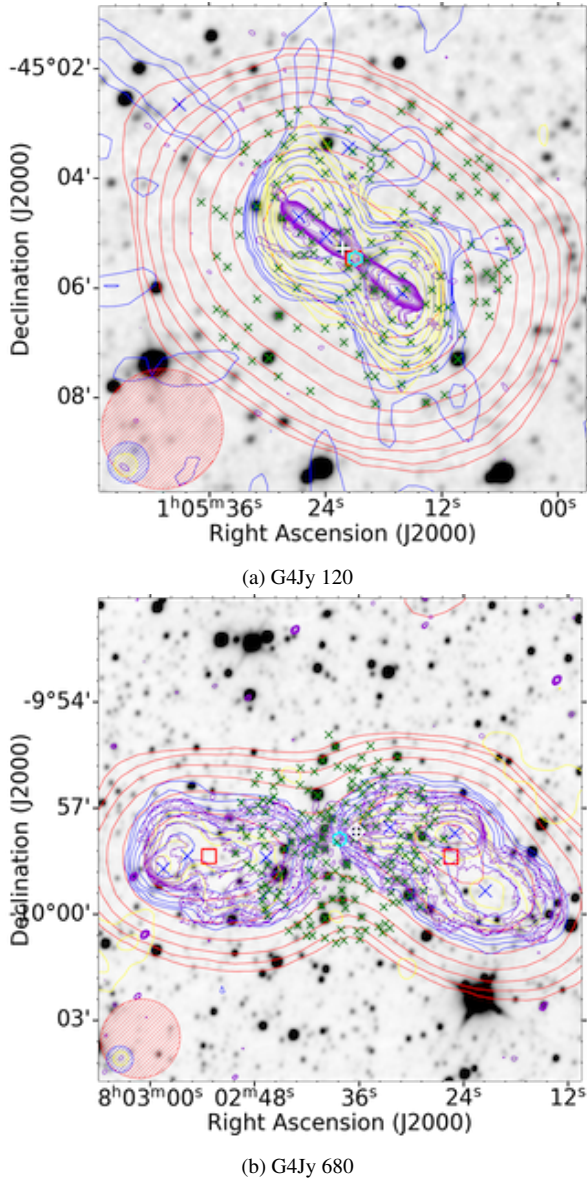 -45°02'
04'
06'
08'
Declination (J2000)
1ʰ05ᵐ36ˢ 24ˢ 12ˢ 00ˢ
Right Ascension (J2000)
(a) G4Jy 120
-9°54'
57'
00'
03'
Declination (J2000)
8ʰ03ᵐ00ˢ 02ᵐ48ˢ 36ˢ 24ˢ 12ˢ
Right Ascension (J2000)
(b) G4Jy 680